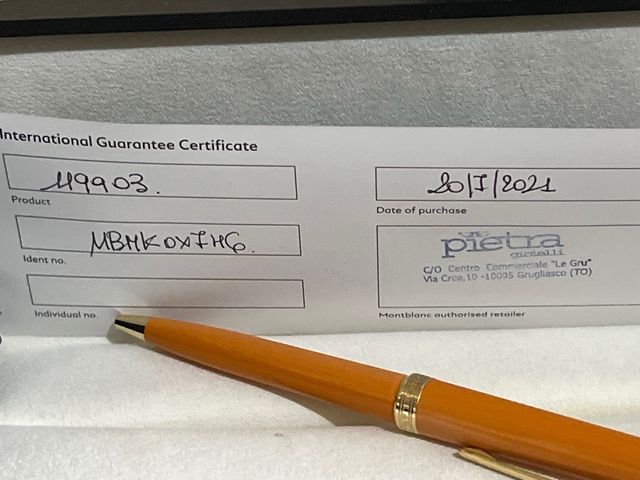 International Guarantee Certificate
119903.
Product
Ident no.
Individual no.
20/I/2021
Date of purchase
pietra
gioielli
C/O Centro Commerciale "Le Gru"
Via Crea,10 -10095 Grugliasco (TO)
Montblanc authorised retailer